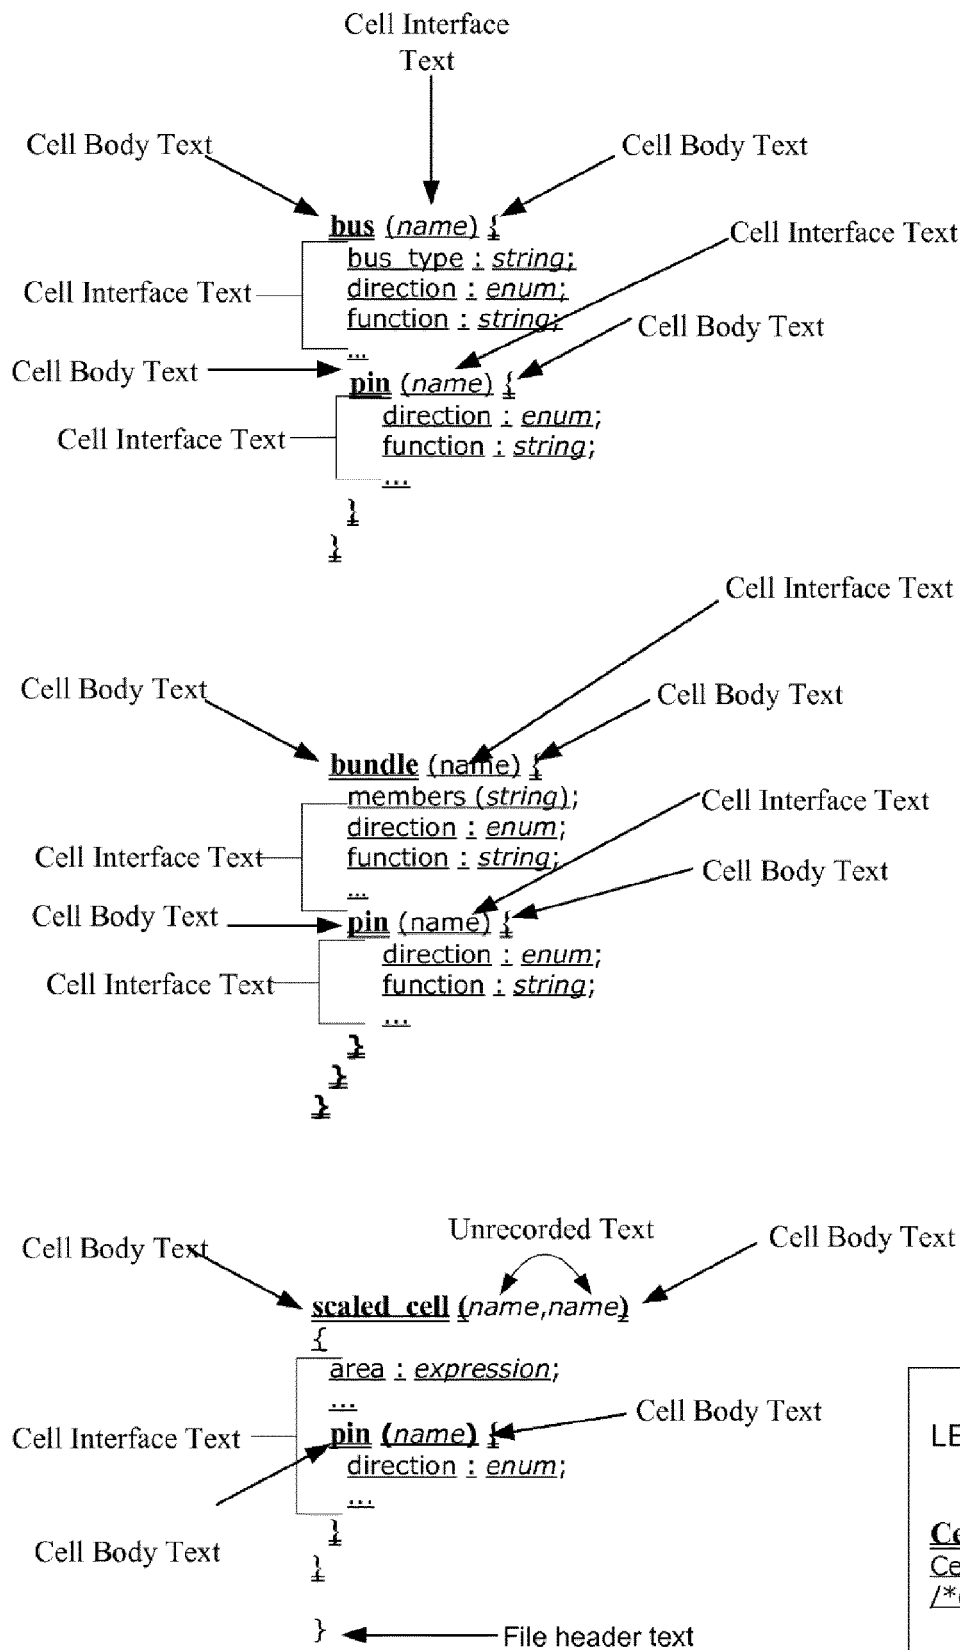 Cell Interface
Text
Cell Body Text
Cell Body Text
bus (name) {
Cell Interface Text
bus_type : string;
Cell Interface Text
direction : enum;
function : string;
Cell Body Text
...
Cell Body Text
pin (name) {
direction : enum;
Cell Interface Text
function : string;
...
}
}
Cell Interface Text
Cell Body Text
Cell Body Text
bundle (name) {
members (string);
Cell Interface Text
direction : enum;
Cell Interface Text
function : string;
Cell Body Text
...
Cell Body Text
pin (name) {
direction : enum;
Cell Interface Text
function : string;
...
}
}
}
Unrecorded Text
Cell Body Text
Cell Body Text
scaled_cell (name,name)
{
area : expression;
...
Cell Body Text
Cell Interface Text
pin (name) {
direction : enum;
...
}
Cell Body Text
}
} File header text
LE
Ce
Ce
/*